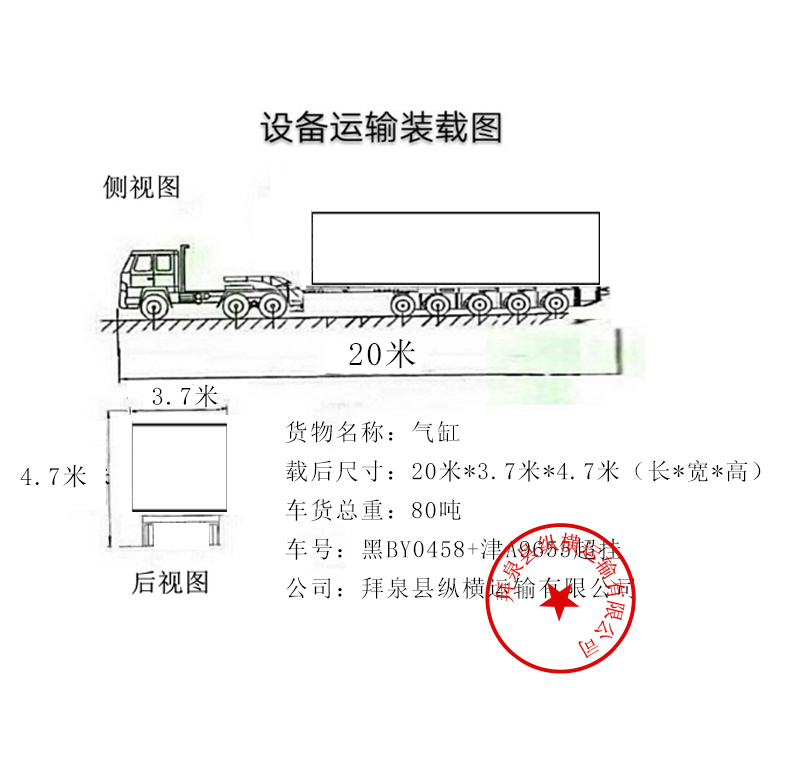 设备运输装载图
侧视图
20米
3.7米
4.7米
后视图
货物名称：气缸
载后尺寸：20米*3.7米*4.7米（长*宽*高）
车货总重：80吨
车号：黑BY0458+津A9655超挂
公司：拜泉县纵横运输有限公司
拜泉县纵横运输有限公司